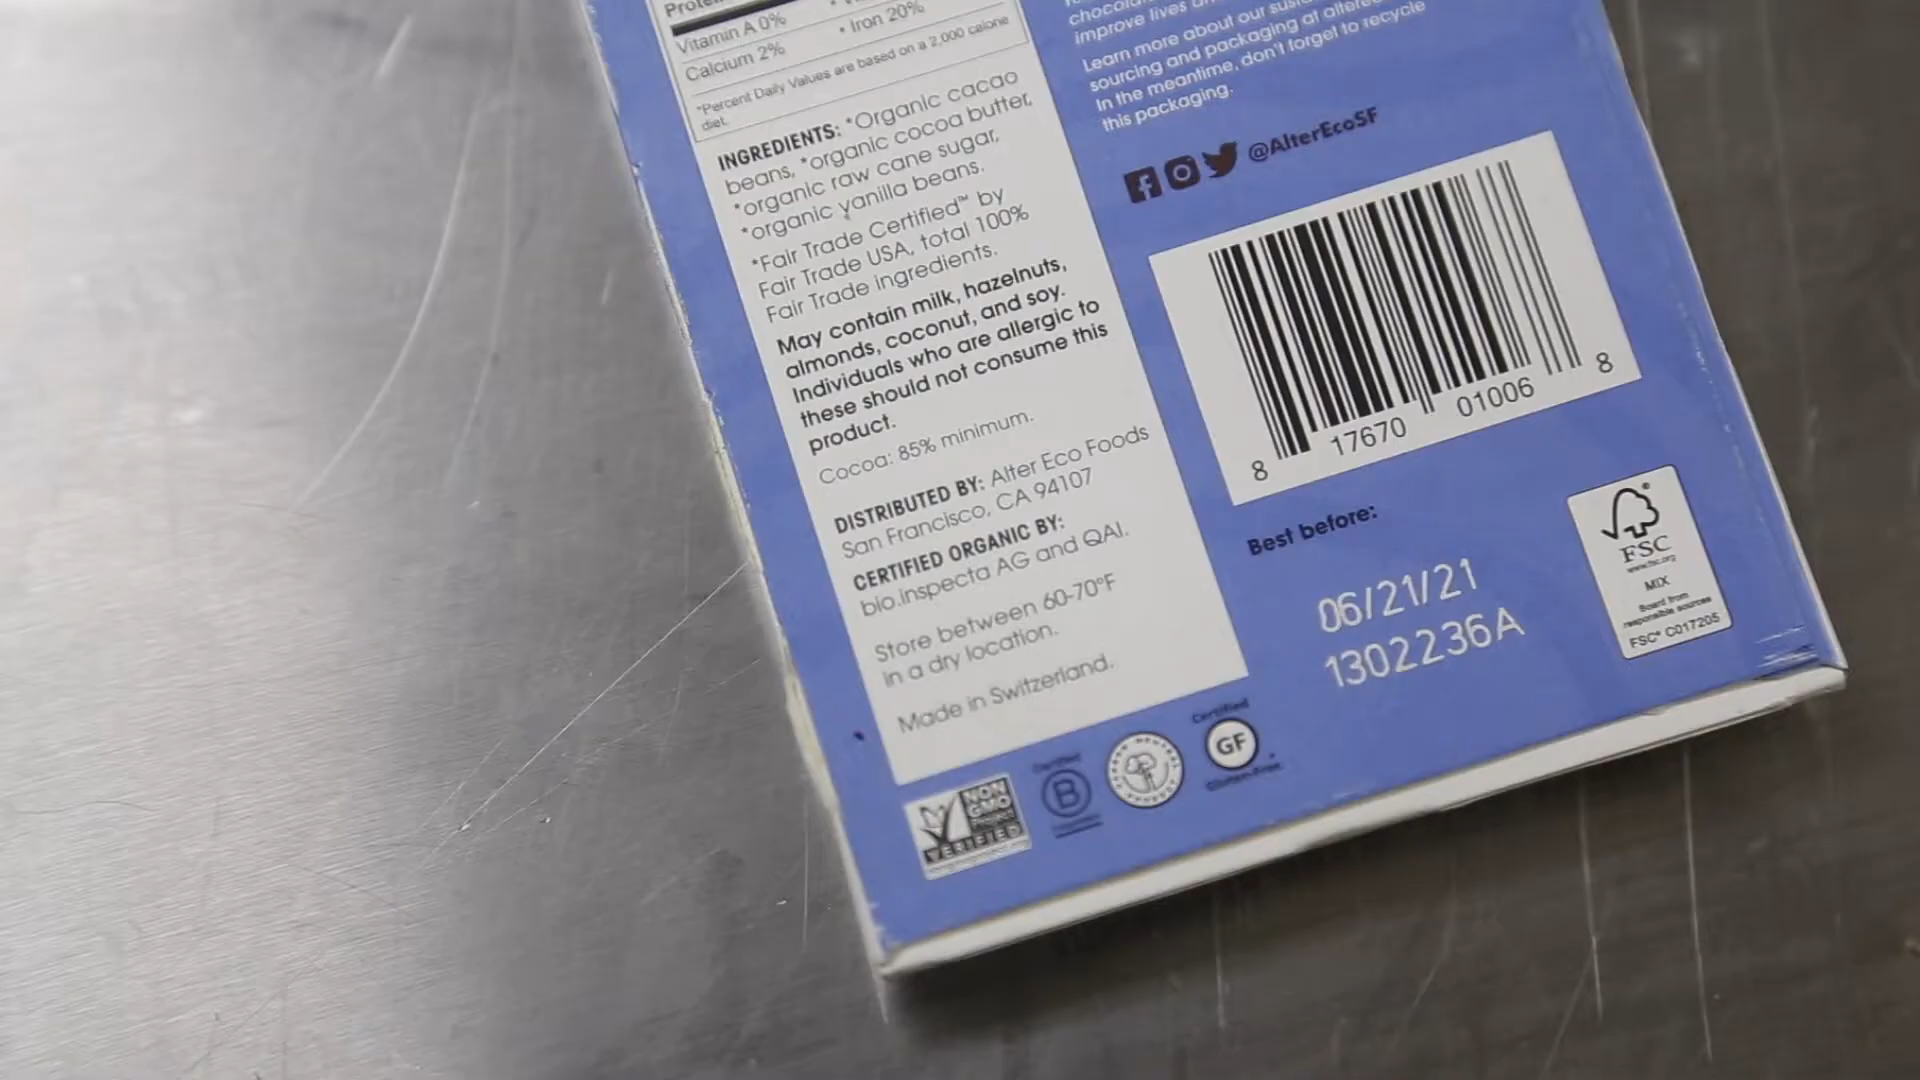 Vitamin A 0%
Calcium 2%
• Iron 20%
*Percent Daily Values are based on a 2,000 calorie
diet.
INGREDIENTS: *Organic cacao
beans, *organic cocoa butter,
*organic raw cane sugar,
*organic vanilla beans.
*Fair Trade Certified™ by
Fair Trade USA, total 100%
Fair Trade ingredients.
May contain milk, hazelnuts,
almonds, coconut, and soy.
Individuals who are allergic to
these should not consume this
product.
Cocoa: 85% minimum.
DISTRIBUTED BY: Alter Eco Foods
San Francisco, CA 94107
CERTIFIED ORGANIC BY:
bio.inspecta AG and QAI.
Store between 60-70°F
in a dry location.
Made in Switzerland.
NON
GMO
Project
VERIFIED
Certified
B
Certified
GF
Gluten-Free
improve lives
Learn more about our
sourcing and packaging at
In the meantime, don't forget to recycle
this packaging.
@AlterEcoSF
8 17670 01006 8
Best before:
06/21/21
1302236A
FSC
www.fsc.org
MIX
Board from
responsible sources
FSC® C017205